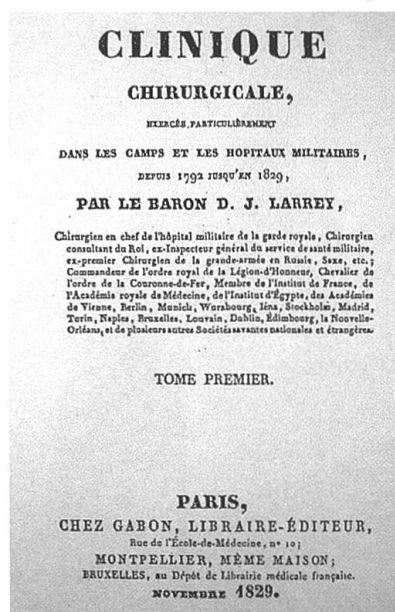 CLINIQUE
CHIRURGICALE,
EXERCÉE PARTICULIÈREMENT
DANS LES CAMPS ET LES HOPITAUX MILITAIRES,
DEPUIS 1792 JUSQU'EN 1829,
PAR LE BARON D. J. LARREY,
Chirurgien en chef de l'hôpital militaire de la garde royale, Chirurgien
consultant du Roi, ex-Inspecteur général du service de santé militaire,
ex-premier Chirurgien de la grande-armée en Russie, Saxe, etc.;
Commandeur de l'ordre royal de la Légion-d'Honneur, Chevalier de
l'ordre de la Couronne-de-Fer, Membre de l'Institut de France, de
l'Académie royale de Médecine, de l'Institut d'Égypte, des Académies
de Vienne, Berlin, Munich, Wurzbourg, Iéna, Stockholm, Madrid,
Turin, Naples, Bruxelles, Louvain, Dublin, Édimbourg, la Nouvelle-
Orléans, et de plusieurs autres Sociétés savantes nationales et étrangères.
TOME PREMIER.
PARIS,
CHEZ GABON, LIBRAIRE-ÉDITEUR,
Rue de l'École-de-Médecine, n° 10;
MONTPELLIER, MÊME MAISON;
BRUXELLES, au Dépôt de Librairie médicale française.
NOVEMBRE 1829.